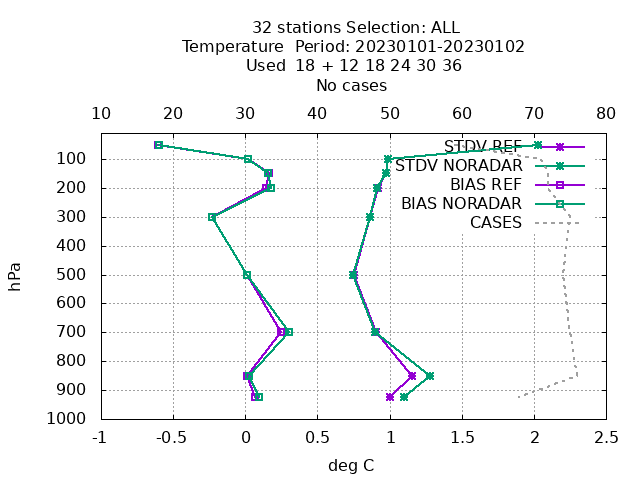 32 stations Selection: ALL
Temperature  Period: 20230101-20230102
Used  18 + 12 18 24 30 36
No cases
10 20 30 40 50 60 70 80
STDV REF
100
STDV NORADAR
200
BIAS REF
BIAS NORADAR
300
CASES
400
hPa
500
600
700
800
900
1000
-1 -0.5 0 0.5 1 1.5 2 2.5
deg C